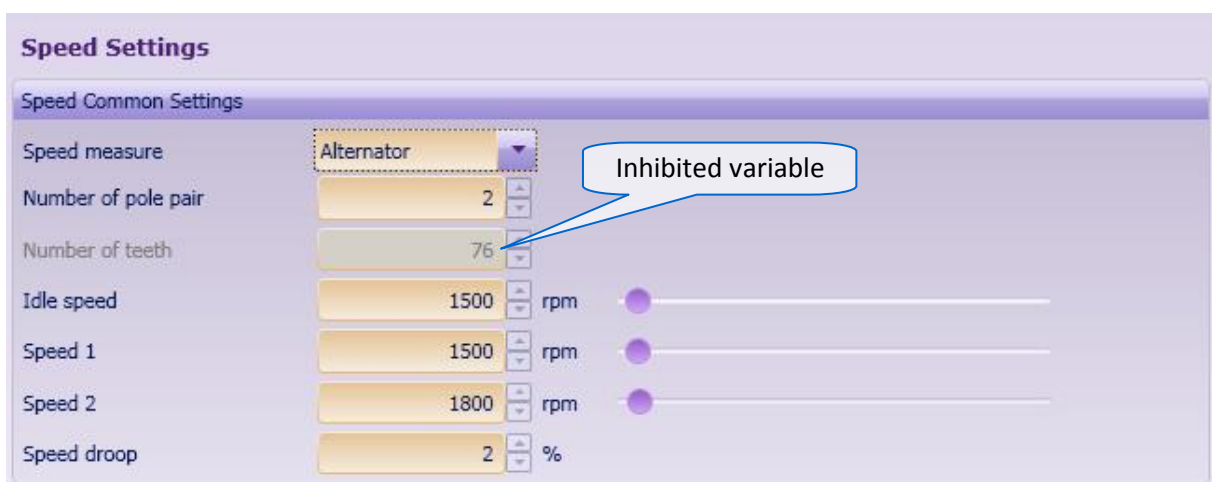 Speed Settings
Speed Common Settings
Speed measure Alternator
Inhibited variable
Number of pole pair 2
Number of teeth 76
Idle speed 1500 rpm
Speed 1 1500 rpm
Speed 2 1800 rpm
Speed droop 2 %